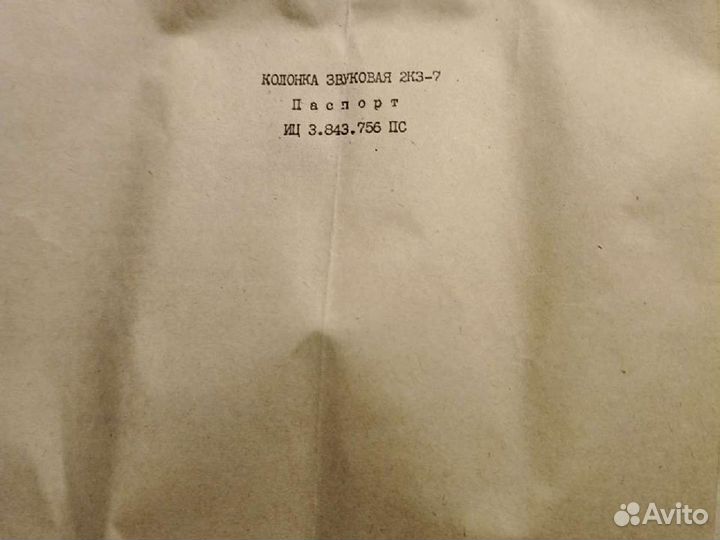 КОЛОНКА ЗВУКОВАЯ 2КЗ-7
Паспорт
ИЦ 3.843.756 ПС
Avito